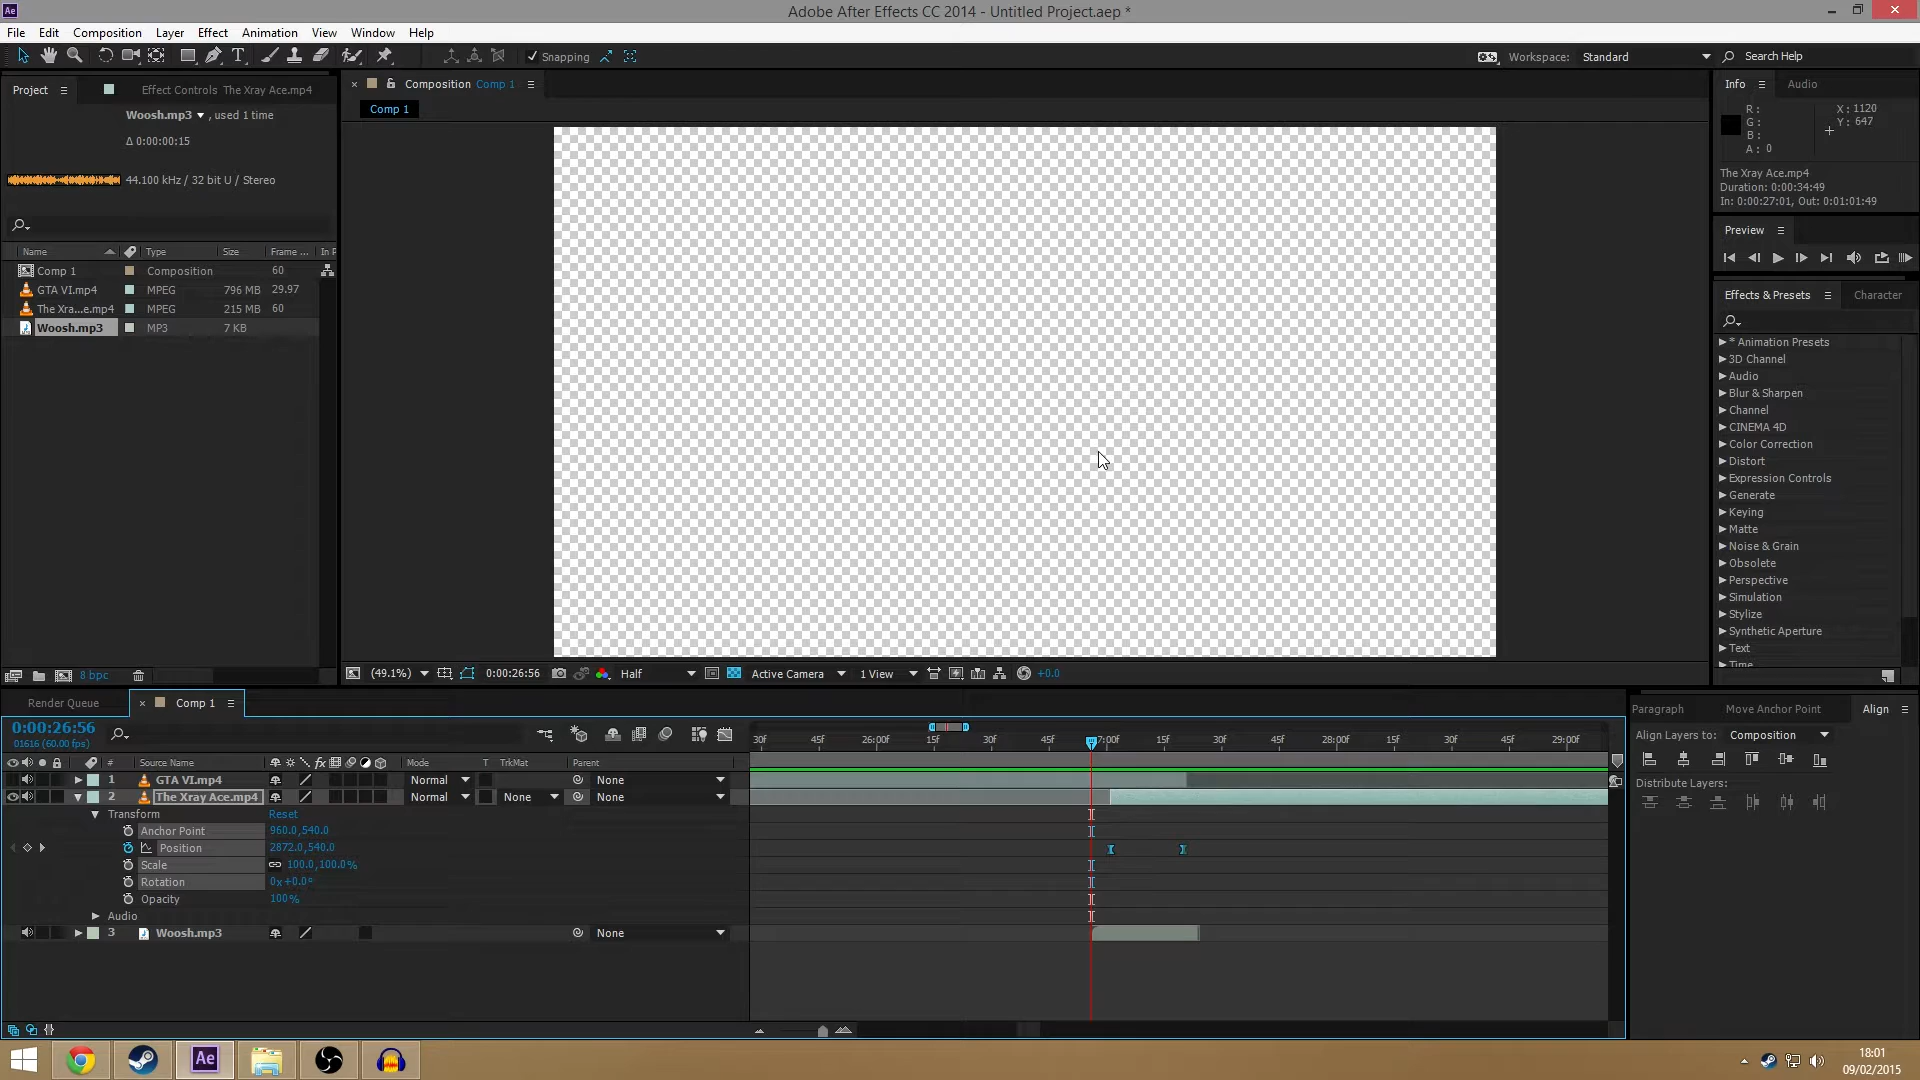 Adobe After Effects CC 2014 - Untitled Project.aep *
File Edit Composition Layer Effect Animation View Window Help
Snapping
Workspace: Standard
Search Help
Project
Effect Controls The Xray Ace.mp4
Woosh.mp3 , used 1 time
Δ 0:00:00:15
44.100 kHz / 32 bit U / Stereo
Name Type Size Frame ... In P
Comp 1 Composition 60
GTA VI.mp4 MPEG 796 MB 29.97
The Xra...e.mp4 MPEG 215 MB 60
Woosh.mp3 MP3 7 KB
8 bpc
Composition Comp 1
Comp 1
(49.1%) 0:00:26:56 Half Active Camera 1 View +0.0
Info Audio
R: X: 1120
G: Y: 647
B:
A: 0
The Xray Ace.mp4
Duration: 0:00:34:49
In: 0:00:27:01, Out: 0:01:01:49
Preview
Effects & Presets Character
* Animation Presets
3D Channel
Audio
Blur & Sharpen
Channel
CINEMA 4D
Color Correction
Distort
Expression Controls
Generate
Keying
Matte
Noise & Grain
Obsolete
Perspective
Simulation
Stylize
Synthetic Aperture
Text
Time
Render Queue Comp 1
0:00:26:56
01616 (60.00 fps)
30f 45f 26:00f 15f 30f 45f 7:00f 15f 30f 45f 28:00f 15f 30f 45f 29:00f
# Source Name fx Mode T TrkMat Parent
1 GTA VI.mp4 Normal None
2 The Xray Ace.mp4 Normal None None
Transform Reset
Anchor Point 960.0,540.0
Position 2872.0,540.0
Scale 100.0,100.0%
Rotation 0x+0.0°
Opacity 100%
Audio
3 Woosh.mp3 None
Paragraph Move Anchor Point Align
Align Layers to: Composition
Distribute Layers:
Ae
18:01
09/02/2015